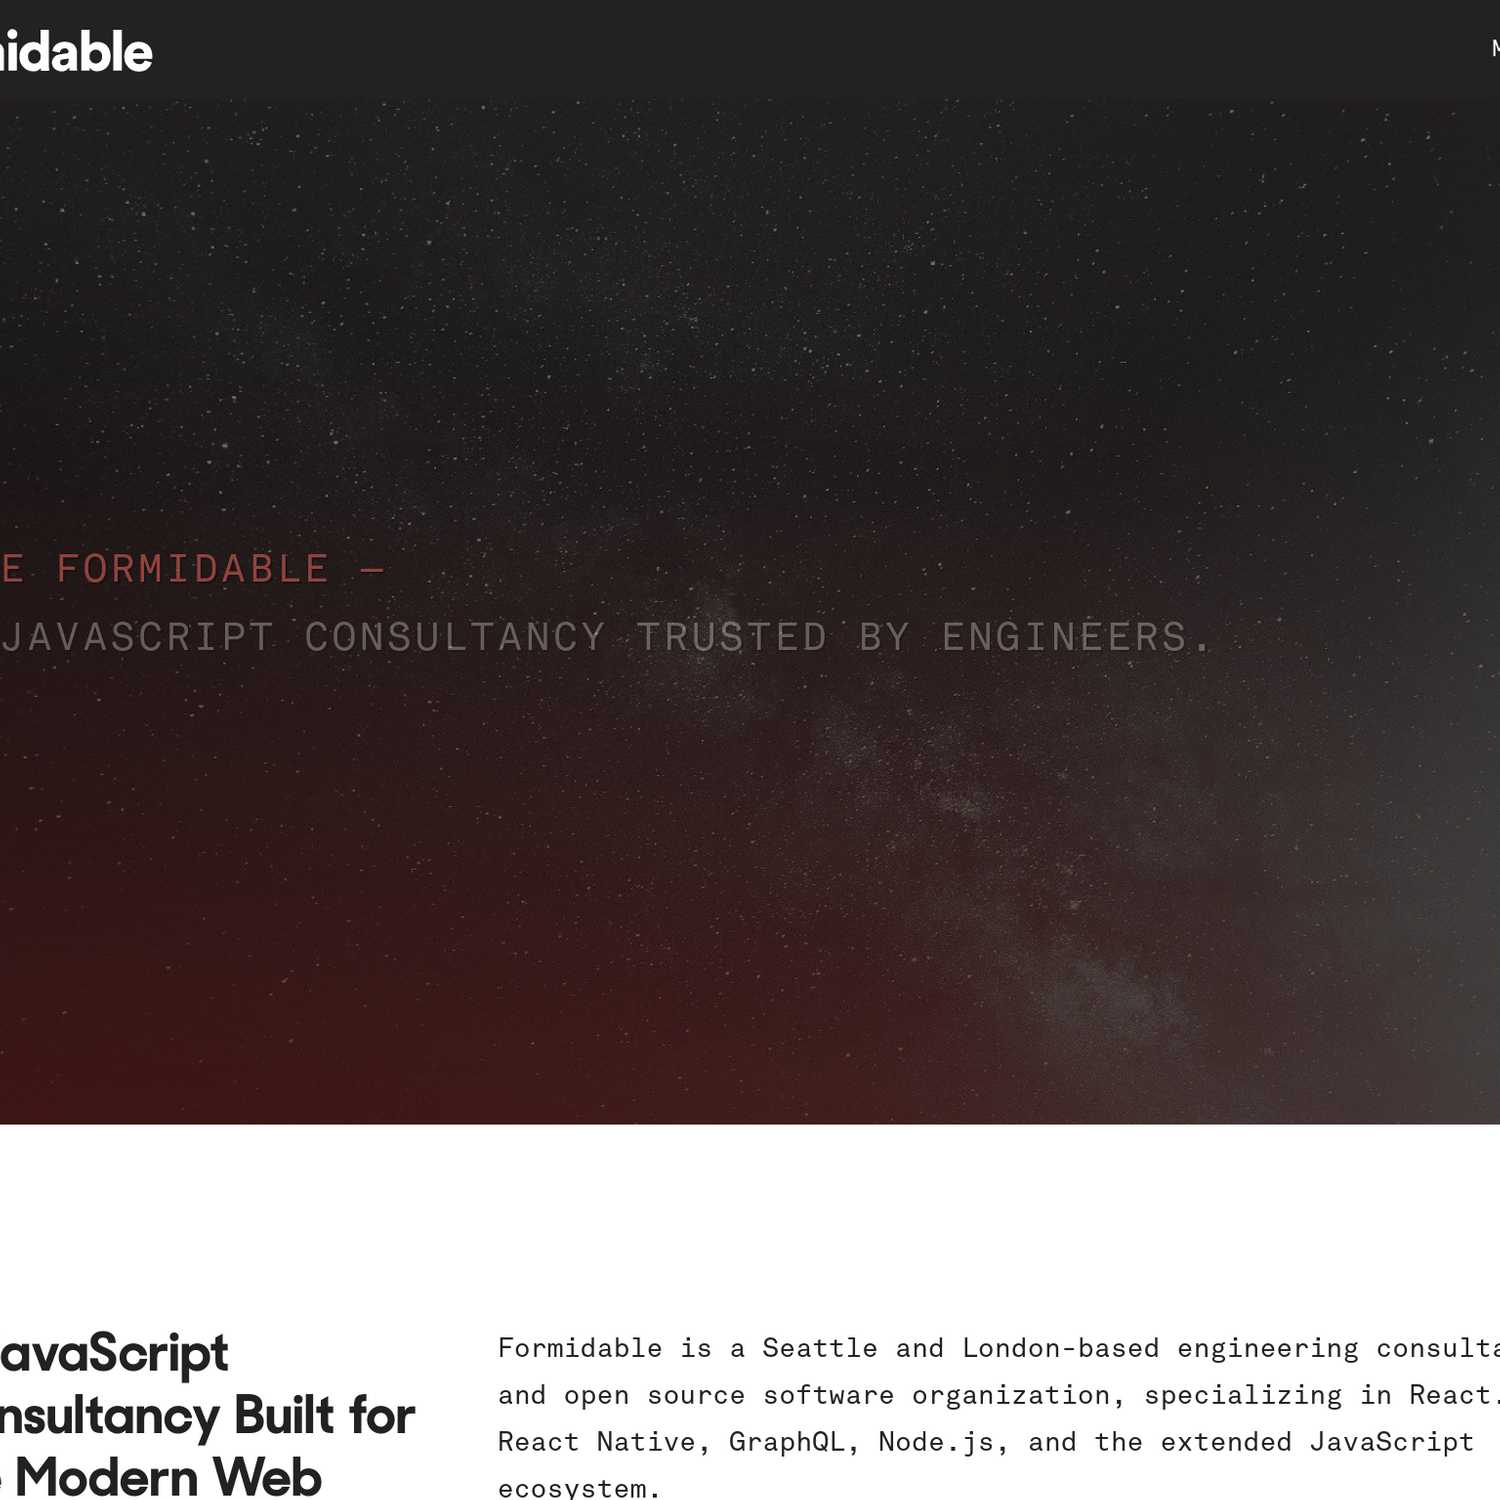 midable
M
E FORMIDABLE —
JAVASCRIPT CONSULTANCY TRUSTED BY ENGINEERS.
avaScript
nsultancy Built for
e Modern Web
Formidable is a Seattle and London-based engineering consulta
and open source software organization, specializing in React.
React Native, GraphQL, Node.js, and the extended JavaScript
ecosystem.